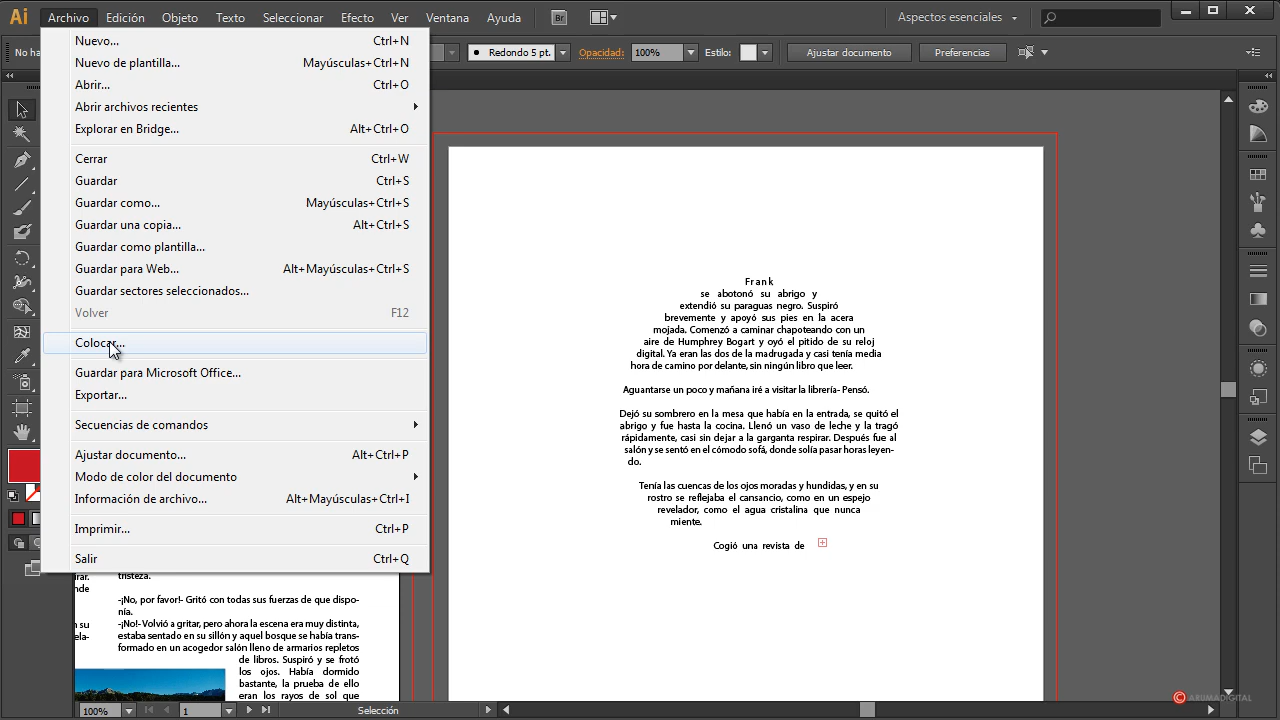 Ai Archivo Edición Objeto Texto Seleccionar Efecto Ver Ventana Ayuda Br Aspectos esenciales
No ha
Redondo 5 pt. Opacidad: 100% Estilo: Ajustar documento Preferencias
Nuevo... Ctrl+N
Nuevo de plantilla... Mayúsculas+Ctrl+N
Abrir... Ctrl+O
Abrir archivos recientes
Explorar en Bridge... Alt+Ctrl+O
Cerrar Ctrl+W
Guardar Ctrl+S
Guardar como... Mayúsculas+Ctrl+S
Guardar una copia... Alt+Ctrl+S
Guardar como plantilla...
Guardar para Web... Alt+Mayúsculas+Ctrl+S
Guardar sectores seleccionados...
Volver F12
Colocar...
Guardar para Microsoft Office...
Exportar...
Secuencias de comandos
Ajustar documento... Alt+Ctrl+P
Modo de color del documento
Información de archivo... Alt+Mayúsculas+Ctrl+I
Imprimir... Ctrl+P
Salir Ctrl+Q
Frank
se abotonó su abrigo y
extendió su paraguas negro. Suspiró
brevemente y apoyó sus pies en la acera
mojada. Comenzó a caminar chapoteando con un
aire de Humphrey Bogart y oyó el pitido de su reloj
digital. Ya eran las dos de la madrugada y casi tenía media
hora de camino por delante, sin ningún libro que leer.
Aguantarse un poco y mañana iré a visitar la librería- Pensó.
Dejó su sombrero en la mesa que había en la entrada, se quitó el
abrigo y fue hasta la cocina. Llenó un vaso de leche y la tragó
rápidamente, casi sin dejar a la garganta respirar. Después fue al
salón y se sentó en el cómodo sofá, donde solía pasar horas leyen-
do.
Tenía las cuencas de los ojos moradas y hundidas, y en su
rostro se reflejaba el cansancio, como en un espejo
revelador, como el agua cristalina que nunca
miente.
Cogió una revista de
rar.
nde
n su
ela-
tristeza.
-¡No, por favor!- Gritó con todas sus fuerzas de que dispo-
nía.
-¡No!- Volvió a gritar, pero ahora la escena era muy distinta,
estaba sentado en su sillón y aquel bosque se había trans-
formado en un acogedor salón lleno de armarios repletos
de libros. Suspiró y se frotó
los ojos. Había dormido
bastante, la prueba de ello
eran los rayos de sol que
100% 1 Selección
© ARUMADIGITAL